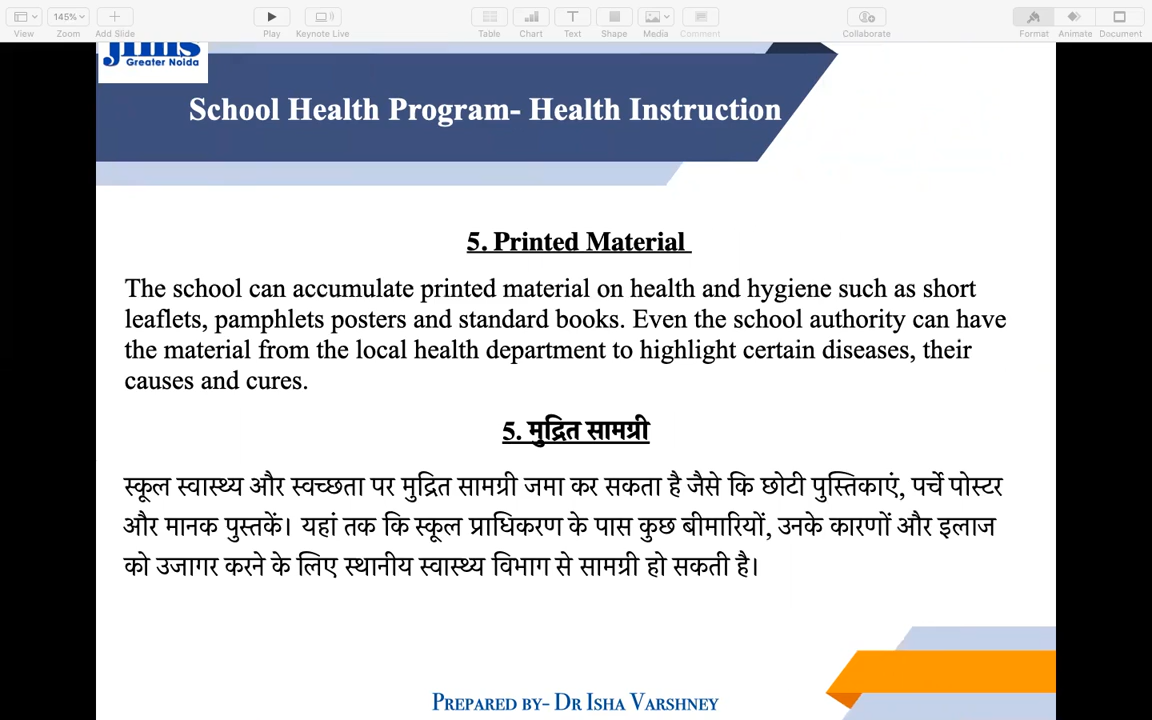 145%
View
Zoom
Add Slide
Play
Keynote Live
Table
Chart
Text
Shape
Media
Comment
Collaborate
Format
Animate
Document
jims
Greater Noida
School Health Program- Health Instruction
5. Printed Material
The school can accumulate printed material on health and hygiene such as short
leaflets, pamphlets posters and standard books. Even the school authority can have
the material from the local health department to highlight certain diseases, their
causes and cures.
5. मुद्रित सामग्री
स्कूल स्वास्थ्य और स्वच्छता पर मुद्रित सामग्री जमा कर सकता है जैसे कि छोटी पुस्तिकाएं, पर्चे पोस्टर
और मानक पुस्तकें। यहां तक कि स्कूल प्राधिकरण के पास कुछ बीमारियों, उनके कारणों और इलाज
को उजागर करने के लिए स्थानीय स्वास्थ्य विभाग से सामग्री हो सकती है।
Prepared by- Dr Isha Varshney